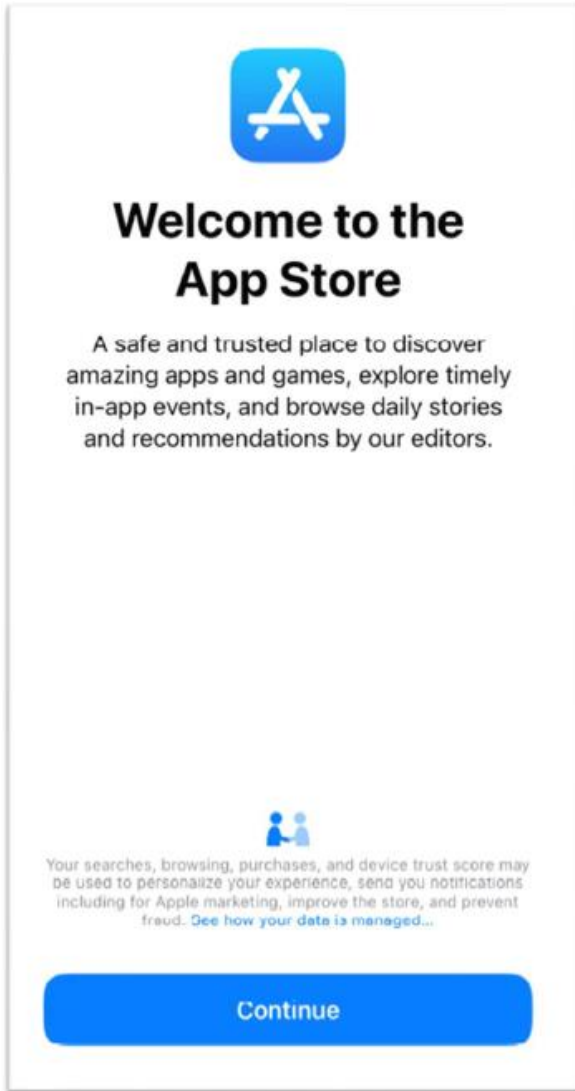 Welcome to the
App Store
A safe and trusted place to discover
amazing apps and games, explore timely
in-app events, and browse daily stories
and recommendations by our editors.
Your searches, browsing, purchases, and device trust score may
be used to personalize your experience, send you notifications
including for Apple marketing, improve the store, and prevent
fraud. See how your data is managed...
Continue